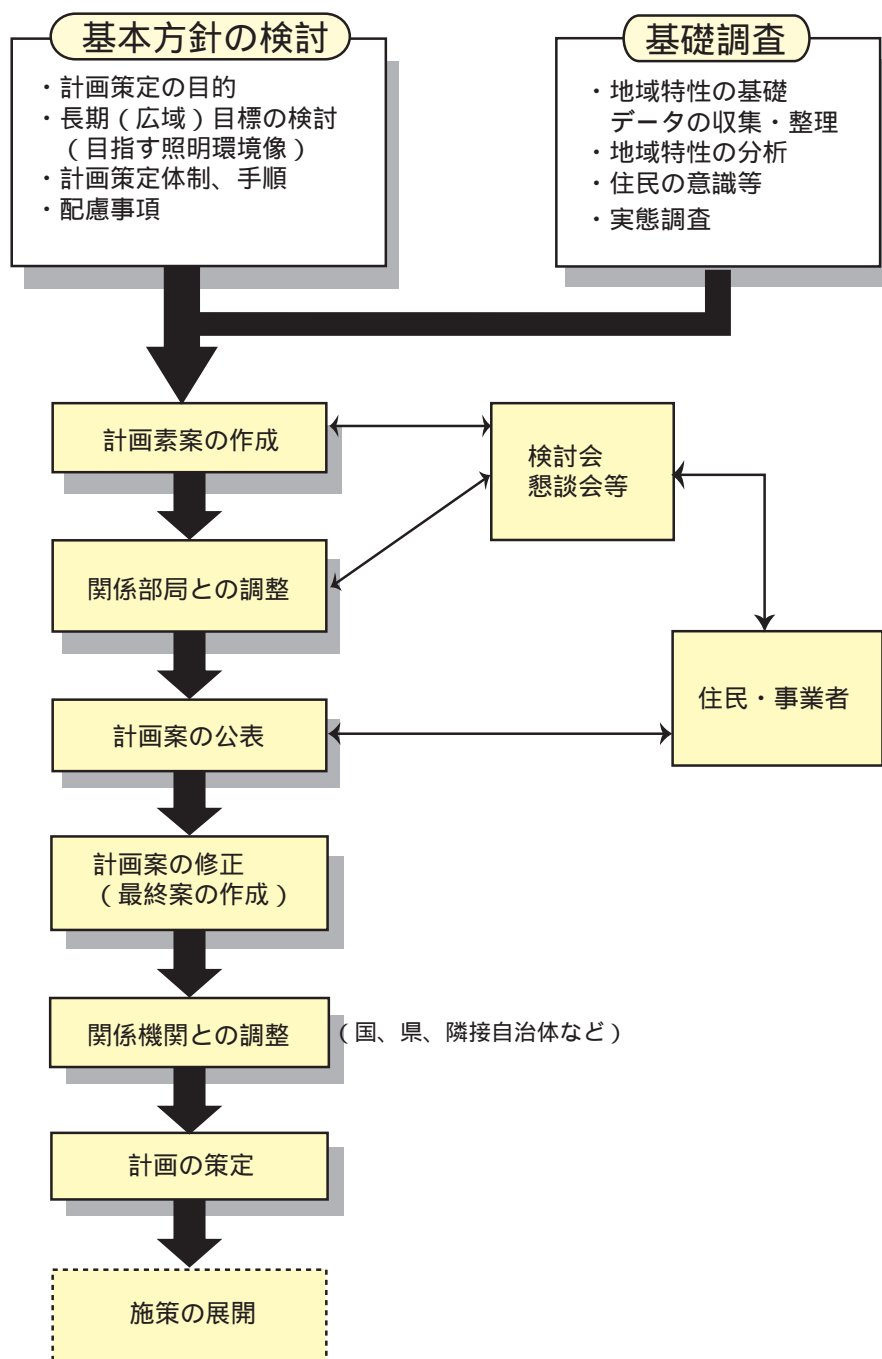 基本方針の検討
・計画策定の目的
・長期（広域）目標の検討
（目指す照明環境像）
・計画策定体制、手順
・配慮事項
基礎調査
・地域特性の基礎
データの収集・整理
・地域特性の分析
・住民の意識等
・実態調査
計画素案の作成
検討会
懇談会等
関係部局との調整
住民・事業者
計画案の公表
計画案の修正
（最終案の作成）
関係機関との調整
（国、県、隣接自治体など）
計画の策定
施策の展開